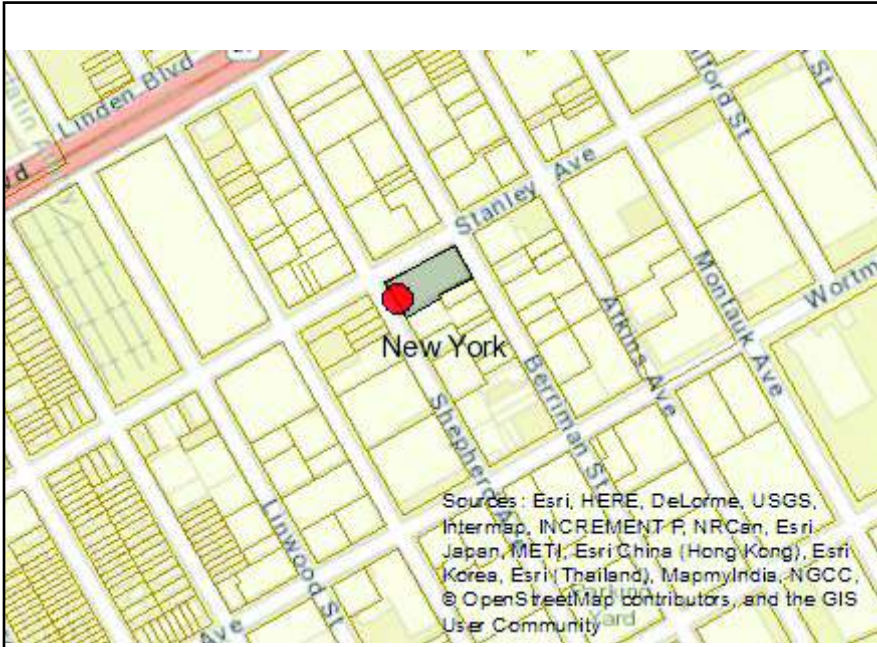 Linden Blvd
Stanley Ave
St
Montauk Ave
Atkins Ave
New York
Berriman St
Shepherd Ave
Linwood St
Ave
Sources: Esri, HERE, DeLorme, USGS,
Intermap, INCREMENT P, NRCan, Esri
Japan, METI, Esri China (Hong Kong), Esri
Korea, Esri (Thailand), MapmyIndia, NGCC,
© OpenStreetMap contributors, and the GIS
User Community
Yard